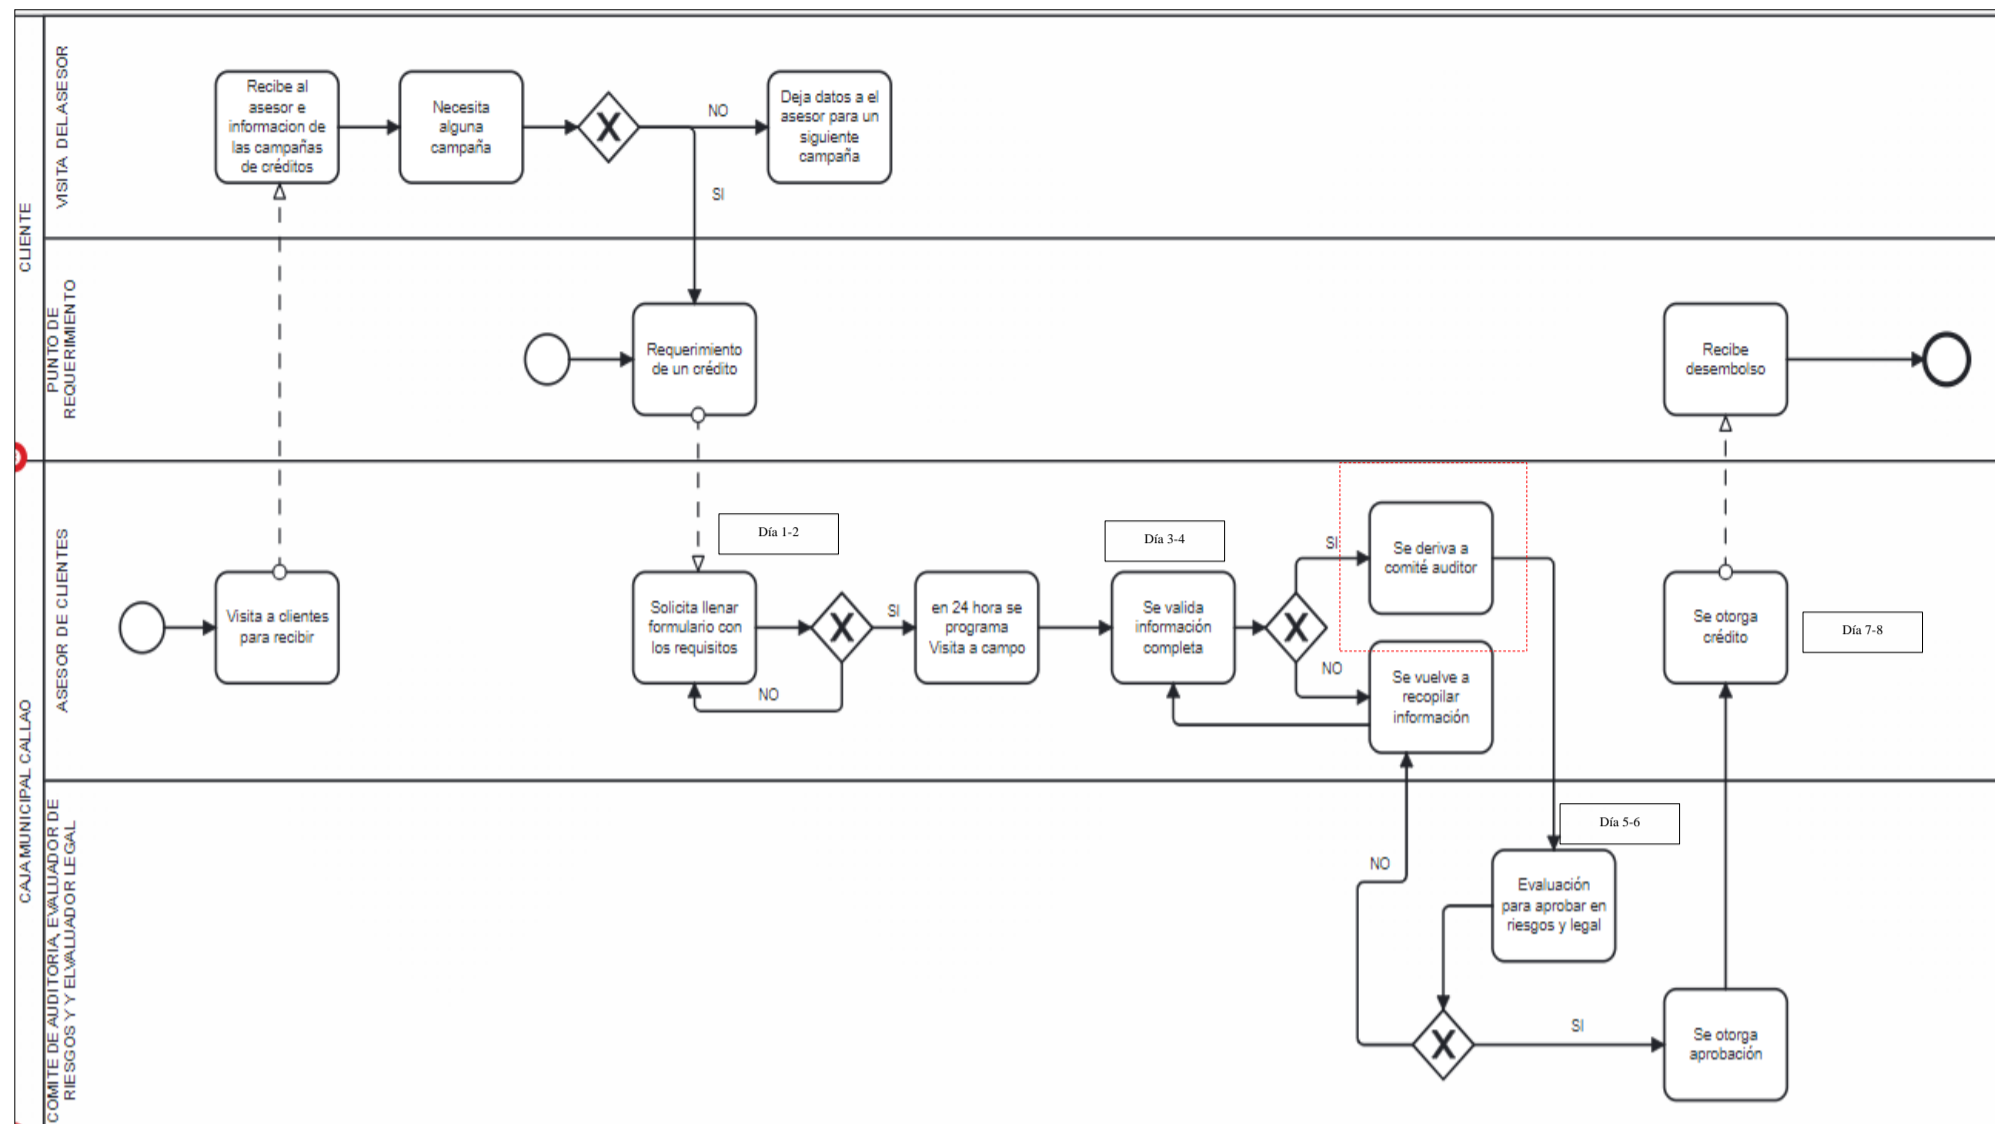 CLIENTE
VISITA DEL ASESOR
Recibe al
asesor e
informacion de
las campañas
de créditos
Necesita
alguna
campaña
X
NO
SI
Deja datos a el
asesor para un
siguiente
campaña
PUNTO DE
REQUERIMIENTO
Requerimiento
de un crédito
Recibe
desembolso
CAJA MUNICIPAL CALLAO
ASESOR DE CLIENTES
Visita a clientes
para recibir
Día 1-2
Solicita llenar
formulario con
los requisitos
X
SI
NO
en 24 hora se
programa
Visita a campo
Día 3-4
Se valida
información
completa
X
SI
NO
Se deriva a
comité auditor
Se vuelve a
recopilar
información
Se otorga
crédito
Día 7-8
COMITE DE AUDITORIA, EVALUADOR DE
RIESGOS Y Y ELVALUADOR LEGAL
Día 5-6
NO
Evaluación
para aprobar en
riesgos y legal
X
SI
Se otorga
aprobación